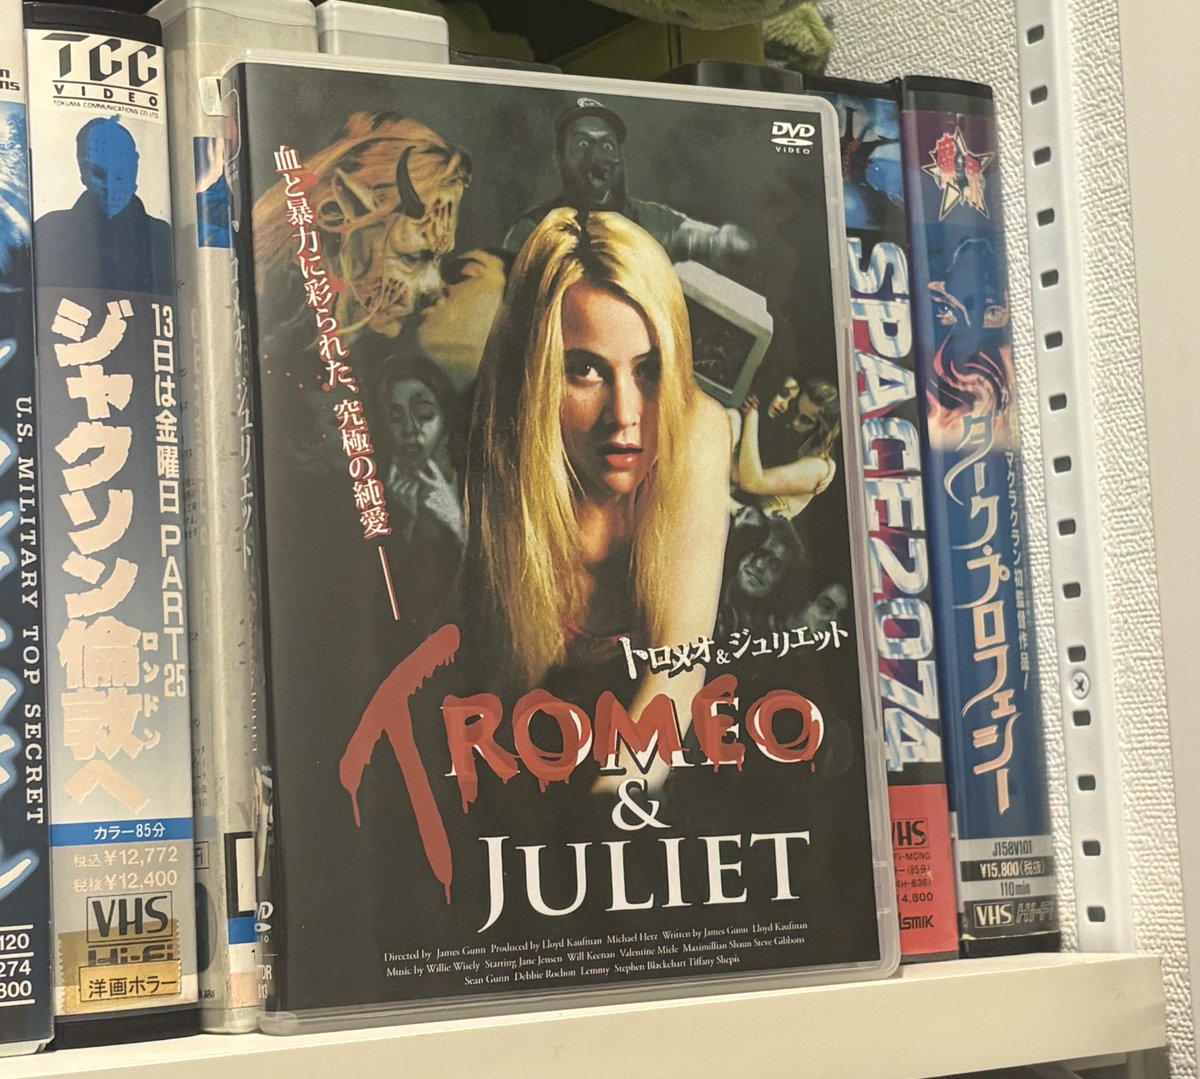 TCC
VIDEO
TOKUMA COMMUNICATIONS CO.LTD
13日は金曜日 PART 25
ジャクソン倫敦へ
ロンドン
カラー85分
税込¥12,772
税抜¥12,400
VHS
Hi-Fi
洋画ホラー
U.S. MILITARY TOP SECRET
DVD
VIDEO
血と暴力に彩られた、究極の純愛——
トロメオ&ジュリエット
TROMEO
ROMEO
&
JULIET
Directed by James Gunn Produced by Lloyd Kaufman Michael Herz Written by James Gunn Lloyd Kaufman
Music by Willie Wisely Starring Jane Jensen Will Keenan Valentine Miele Maximillian Shaun Steve Gibbons
Sean Gunn Debbie Rochon Lemmy Stephen Blackehart Tiffany Shepis
SPACE2074
VHS
ダーク・プロフェシー
J158V101
¥15,800(税抜)
110min
VHS Hi-Fi